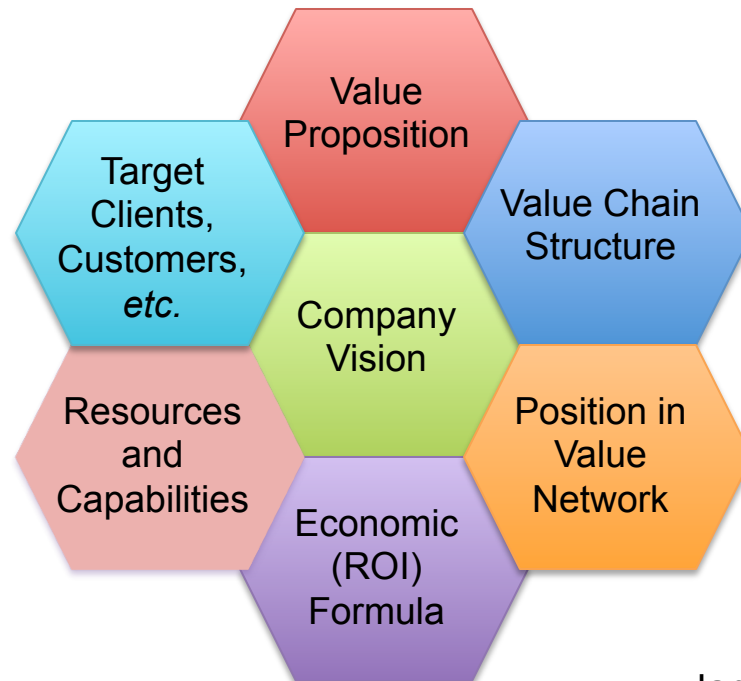 Value
Proposition
Target
Clients,
Customers,
etc.
Value Chain
Structure
Company
Vision
Resources
and
Capabilities
Position in
Value
Network
Economic
(ROI)
Formula